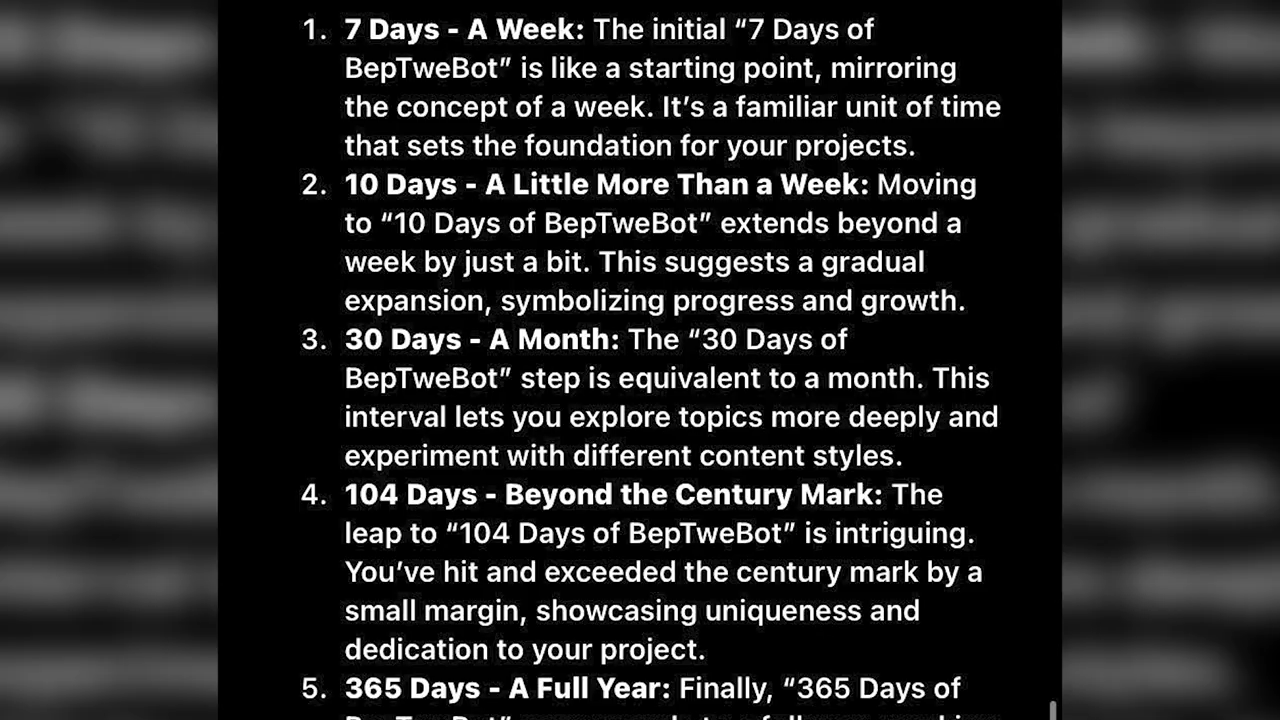 1. 7 Days - A Week: The initial “7 Days of
BepTweBot” is like a starting point, mirroring
the concept of a week. It’s a familiar unit of time
that sets the foundation for your projects.
2. 10 Days - A Little More Than a Week: Moving
to “10 Days of BepTweBot” extends beyond a
week by just a bit. This suggests a gradual
expansion, symbolizing progress and growth.
3. 30 Days - A Month: The “30 Days of
BepTweBot” step is equivalent to a month. This
interval lets you explore topics more deeply and
experiment with different content styles.
4. 104 Days - Beyond the Century Mark: The
leap to “104 Days of BepTweBot” is intriguing.
You’ve hit and exceeded the century mark by a
small margin, showcasing uniqueness and
dedication to your project.
5. 365 Days - A Full Year: Finally, “365 Days of